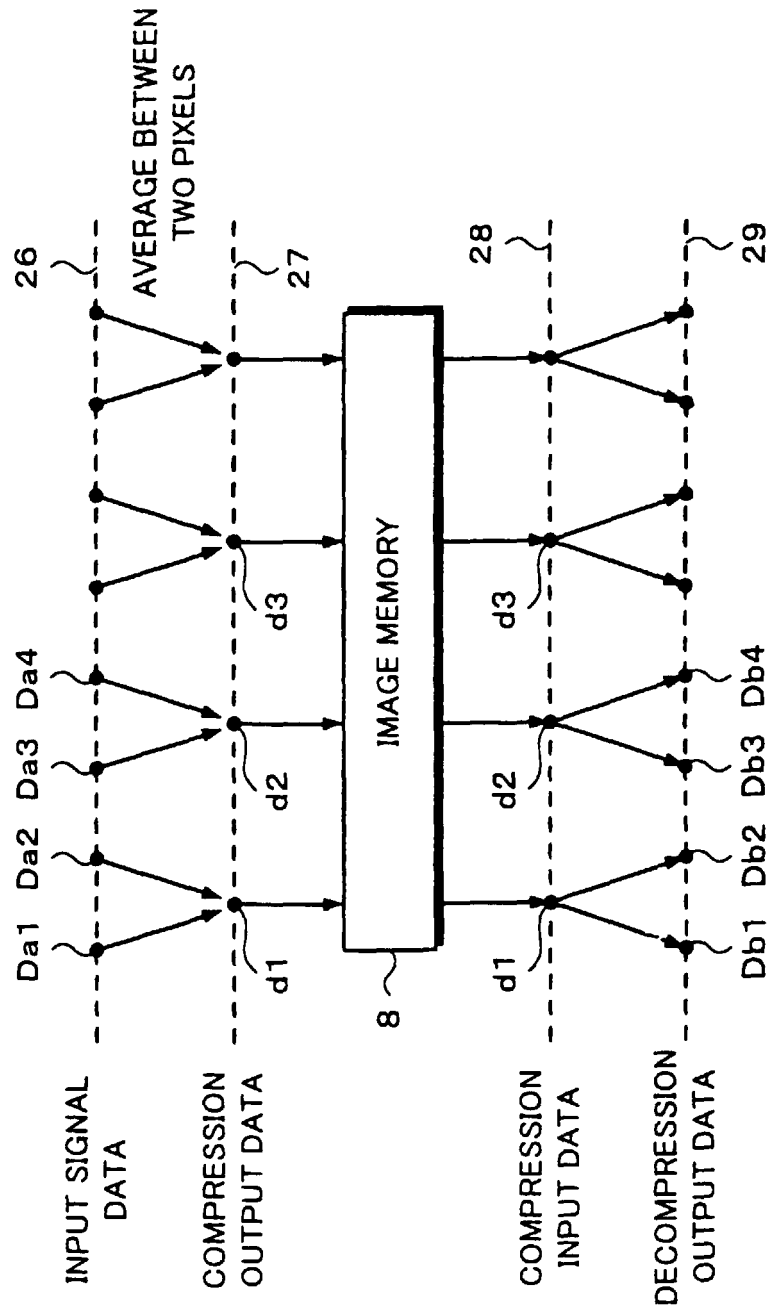 26
AVERAGE BETWEEN
TWO PIXELS
INPUT SIGNAL
DATA
Da1
Da2
Da3
Da4
27
COMPRESSION
OUTPUT DATA
d1
d2
d3
8
IMAGE MEMORY
28
COMPRESSION
INPUT DATA
d1
d2
d3
29
DECOMPRESSION
OUTPUT DATA
Db1
Db2
Db3
Db4